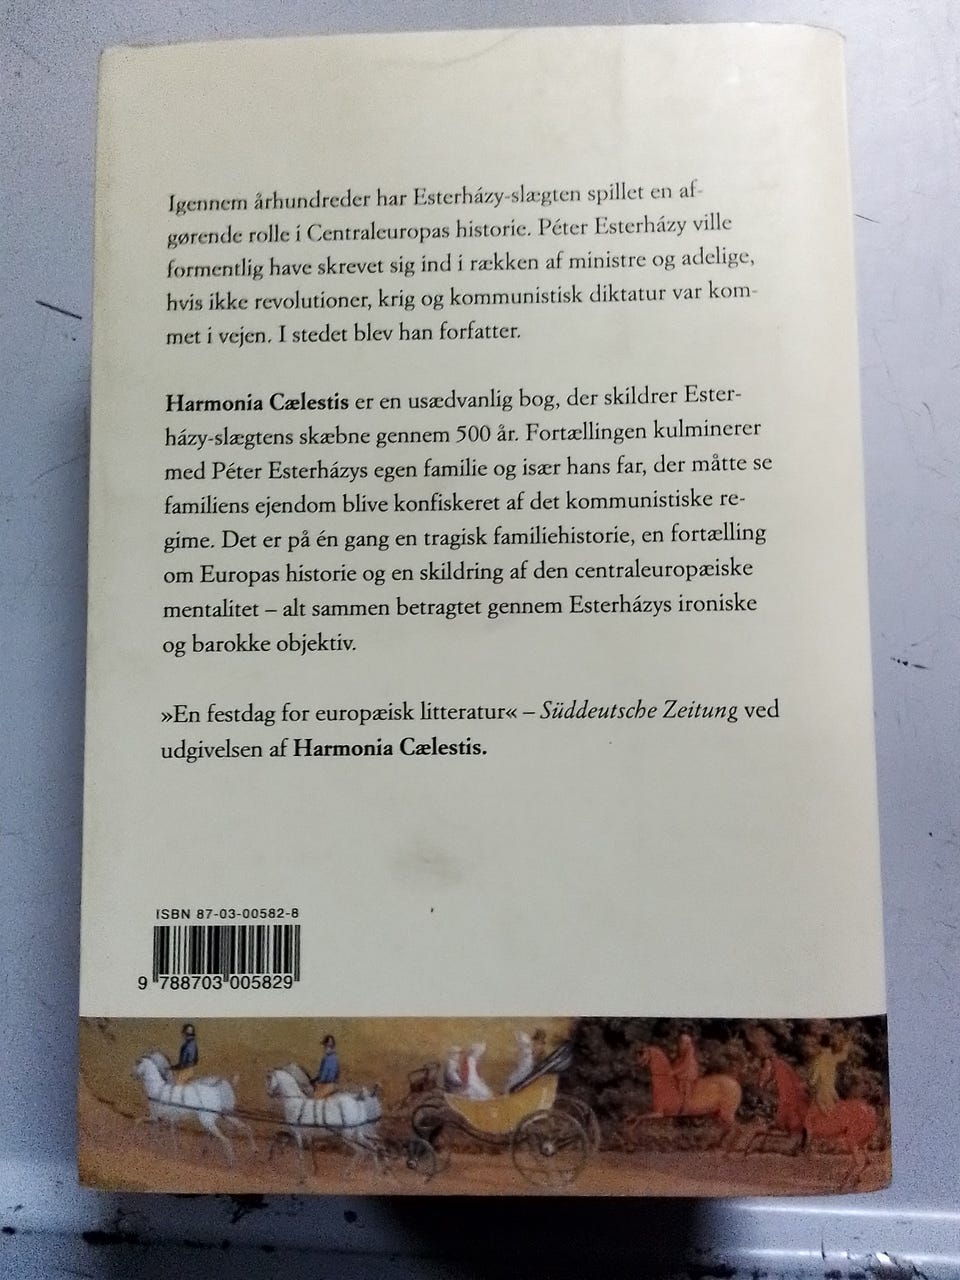 Igennem århundreder har Esterházy-slægten spillet en af-
gørende rolle i Centraleuropas historie. Péter Esterházy ville
formentlig have skrevet sig ind i rækken af ministre og adelige,
hvis ikke revolutioner, krig og kommunistisk diktatur var kom-
met i vejen. I stedet blev han forfatter.
Harmonia Cælestis er en usædvanlig bog, der skildrer Ester-
házy-slægtens skæbne gennem 500 år. Fortællingen kulminerer
med Péter Esterházys egen familie og især hans far, der måtte se
familiens ejendom blive konfiskeret af det kommunistiske re-
gime. Det er på én gang en tragisk familiehistorie, en fortælling
om Europas historie og en skildring af den centraleuropæiske
mentalitet – alt sammen betragtet gennem Esterházys ironiske
og barokke objektiv.
»En festdag for europæisk litteratur« – Süddeutsche Zeitung ved
udgivelsen af Harmonia Cælestis.
ISBN 87-03-00582-8
9 788703 005829